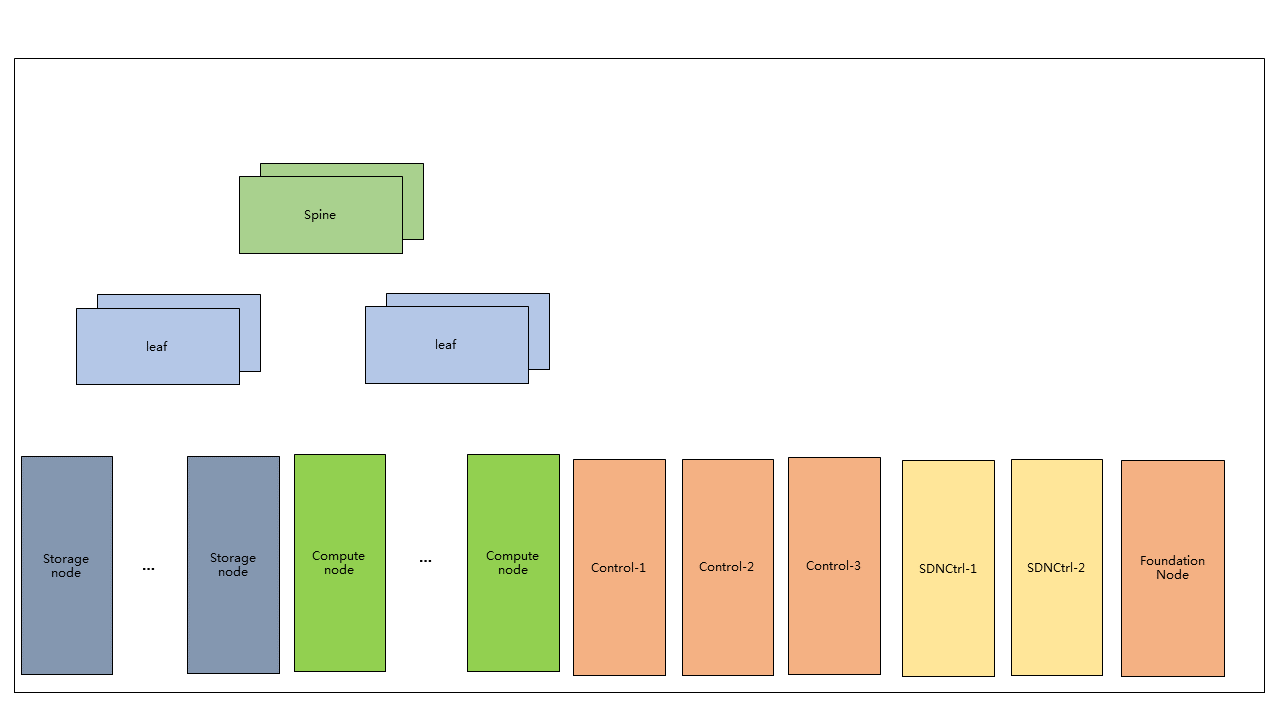 Spine
leaf
leaf
Storage
node
...
Storage
node
Compute
node
...
Compute
node
Control-1
Control-2
Control-3
SDNCtrl-1
SDNCtrl-2
Foundation
Node